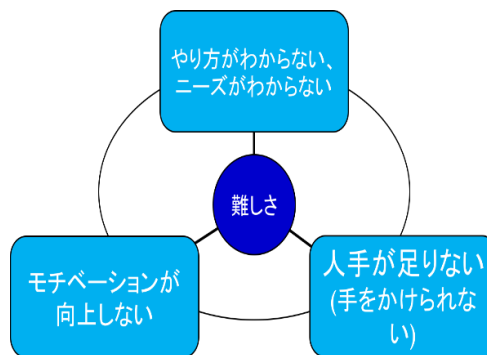 やり方がわからない、
ニーズがわからない
難しさ
モチベーションが
向上しない
人手が足りない
(手をかけられな
い)